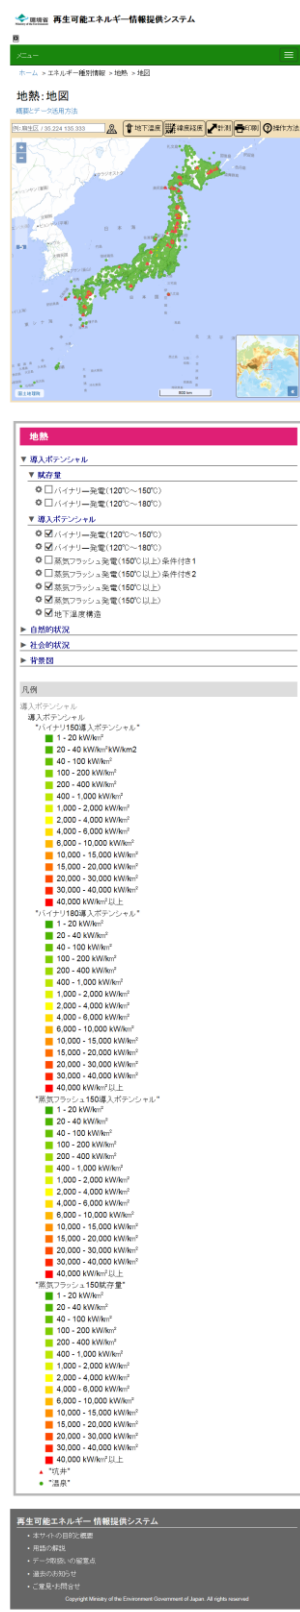 環境省 再生可能エネルギー情報提供システム
メニュー
ホーム > エネルギー種別情報 > 地熱 > 地図
地熱:地図
概要とデータ活用方法
例:麻生区 / 35.224 135.333 地下温度 緯度経度 計測 印刷 操作方法
日本海
国土地理院
地熱
▼ 導入ポテンシャル
▼ 賦存量
バイナリー発電(120℃～150℃)
バイナリー発電(120℃～180℃)
▼ 導入ポテンシャル
バイナリー発電(120℃～150℃)
バイナリー発電(120℃～180℃)
蒸気フラッシュ発電(150℃以上)条件付き1
蒸気フラッシュ発電(150℃以上)条件付き2
蒸気フラッシュ発電(150℃以上)
蒸気フラッシュ発電(150℃以上)
地下温度構造
► 自然的状況
► 社会的状況
► 背景図
凡例
導入ポテンシャル
導入ポテンシャル
"バイナリ150導入ポテンシャル"
1 - 20 kW/km²
20 - 40 kW/km²kW/km2
40 - 100 kW/km²
100 - 200 kW/km²
200 - 400 kW/km²
400 - 1,000 kW/km²
1,000 - 2,000 kW/km²
2,000 - 4,000 kW/km²
4,000 - 6,000 kW/km²
6,000 - 10,000 kW/km²
10,000 - 15,000 kW/km²
15,000 - 20,000 kW/km²
20,000 - 30,000 kW/km²
30,000 - 40,000 kW/km²
40,000 kW/km²以上
"バイナリ180導入ポテンシャル"
1 - 20 kW/km²
20 - 40 kW/km²
40 - 100 kW/km²
100 - 200 kW/km²
200 - 400 kW/km²
400 - 1,000 kW/km²
1,000 - 2,000 kW/km²
2,000 - 4,000 kW/km²
4,000 - 6,000 kW/km²
6,000 - 10,000 kW/km²
10,000 - 15,000 kW/km²
15,000 - 20,000 kW/km²
20,000 - 30,000 kW/km²
30,000 - 40,000 kW/km²
40,000 kW/km²以上
"蒸気フラッシュ150導入ポテンシャル"
1 - 20 kW/km²
20 - 40 kW/km²
40 - 100 kW/km²
100 - 200 kW/km²
200 - 400 kW/km²
400 - 1,000 kW/km²
1,000 - 2,000 kW/km²
2,000 - 4,000 kW/km²
4,000 - 6,000 kW/km²
6,000 - 10,000 kW/km²
10,000 - 15,000 kW/km²
15,000 - 20,000 kW/km²
20,000 - 30,000 kW/km²
30,000 - 40,000 kW/km²
40,000 kW/km²以上
"蒸気フラッシュ150賦存量"
1 - 20 kW/km²
20 - 40 kW/km²
40 - 100 kW/km²
100 - 200 kW/km²
200 - 400 kW/km²
400 - 1,000 kW/km²
1,000 - 2,000 kW/km²
2,000 - 4,000 kW/km²
4,000 - 6,000 kW/km²
6,000 - 10,000 kW/km²
10,000 - 15,000 kW/km²
15,000 - 20,000 kW/km²
20,000 - 30,000 kW/km²
30,000 - 40,000 kW/km²
40,000 kW/km²以上
"坑井"
"温泉"
再生可能エネルギー情報提供システム
・本サイトの目的と概要
・用語の解説
・データ取扱いの留意点
・過去のお知らせ
・ご意見・お問合せ
Copyright Ministry of the Environment Government of Japan. All rights reserved